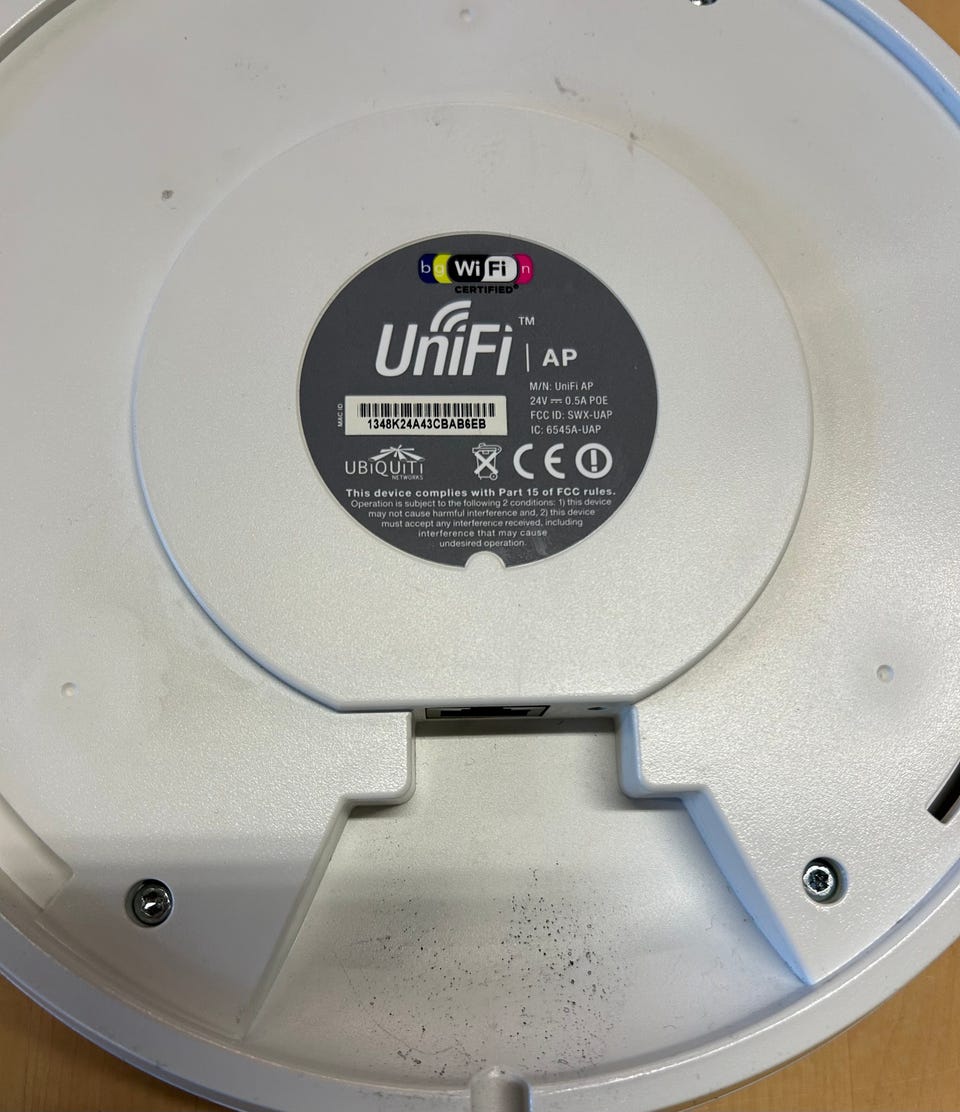 b g WiFi n
CERTIFIED®
UniFi™ | AP
M/N: UniFi AP
24V ⎓ 0.5A POE
FCC ID: SWX-UAP
IC: 6545A-UAP
MAC ID
1348K24A43CBAB6EB
UBiQUiTi
NETWORKS
CE
This device complies with Part 15 of FCC rules.
Operation is subject to the following 2 conditions: 1) this device
may not cause harmful interference and, 2) this device
must accept any interference received, including
interference that may cause
undesired operation.